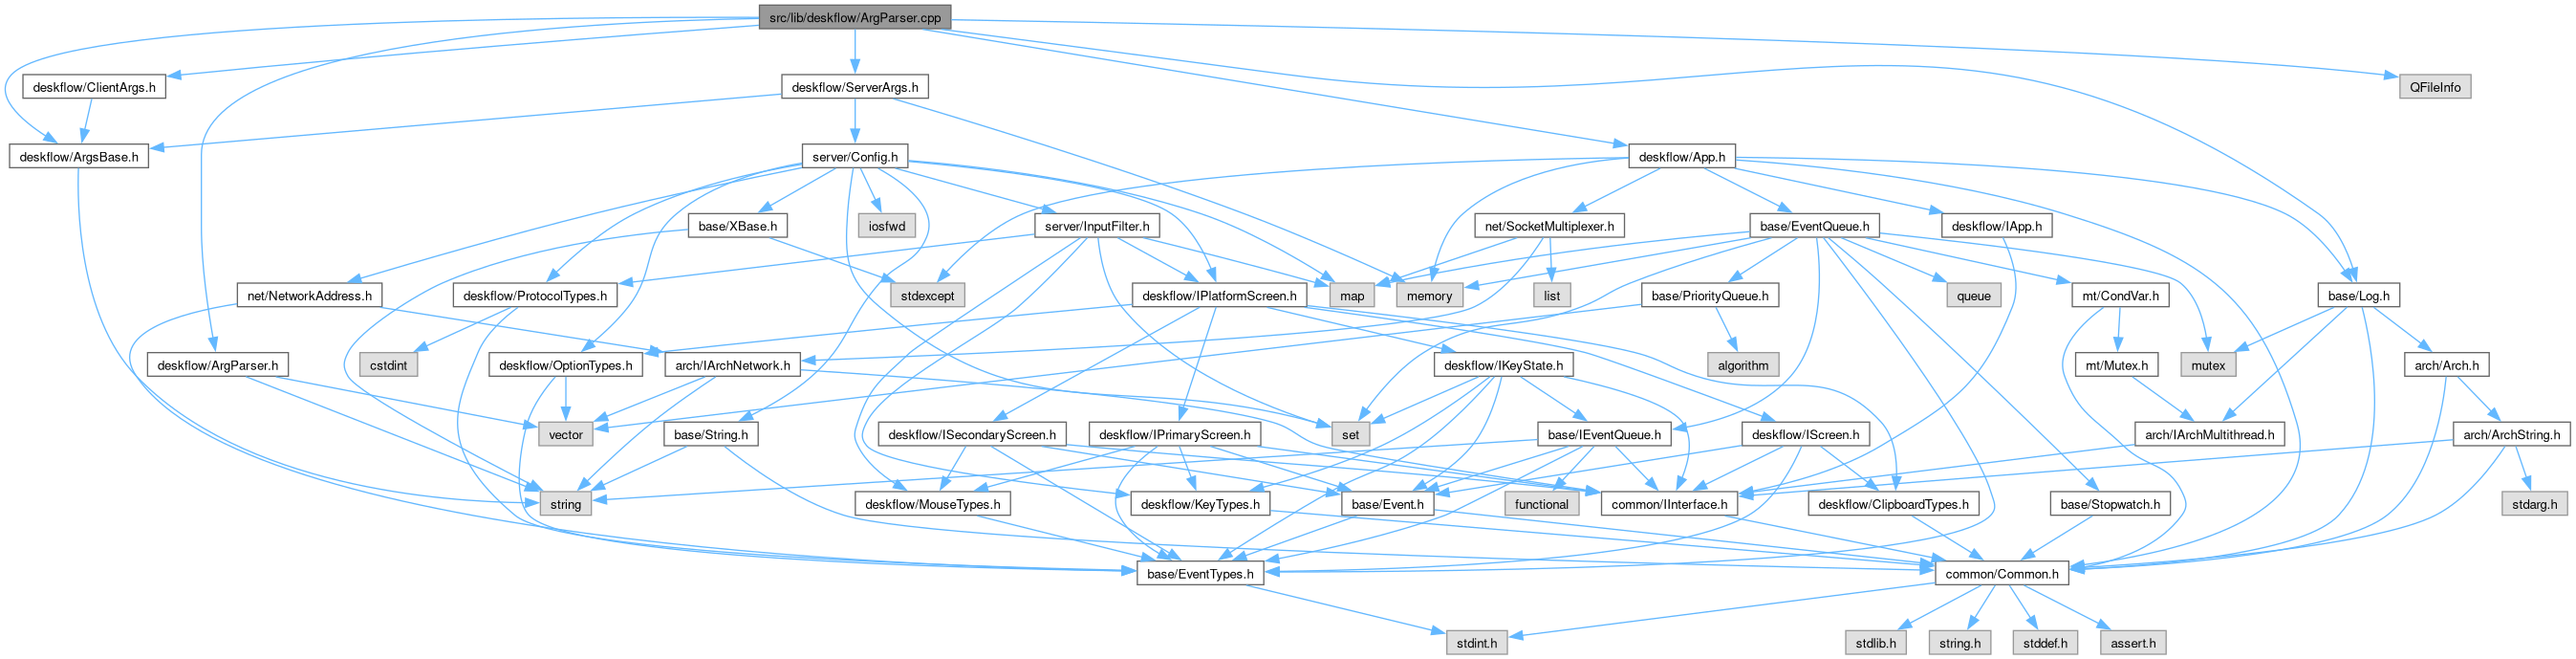 src/lib/deskflow/ArgParser.cpp
deskflow/ClientArgs.h
deskflow/ServerArgs.h
QFileInfo
deskflow/ArgsBase.h
server/Config.h
deskflow/App.h
base/XBase.h
iosfwd
server/InputFilter.h
net/SocketMultiplexer.h
base/EventQueue.h
deskflow/IApp.h
net/NetworkAddress.h
deskflow/ProtocolTypes.h
stdexcept
deskflow/IPlatformScreen.h
map
memory
list
base/PriorityQueue.h
queue
mt/CondVar.h
base/Log.h
deskflow/ArgParser.h
cstdint
deskflow/OptionTypes.h
arch/IArchNetwork.h
deskflow/IKeyState.h
algorithm
mt/Mutex.h
mutex
arch/Arch.h
vector
base/String.h
deskflow/ISecondaryScreen.h
deskflow/IPrimaryScreen.h
set
base/IEventQueue.h
deskflow/IScreen.h
arch/IArchMultithread.h
arch/ArchString.h
string
deskflow/MouseTypes.h
deskflow/KeyTypes.h
base/Event.h
functional
common/IInterface.h
deskflow/ClipboardTypes.h
base/Stopwatch.h
stdarg.h
base/EventTypes.h
common/Common.h
stdint.h
stdlib.h
string.h
stddef.h
assert.h